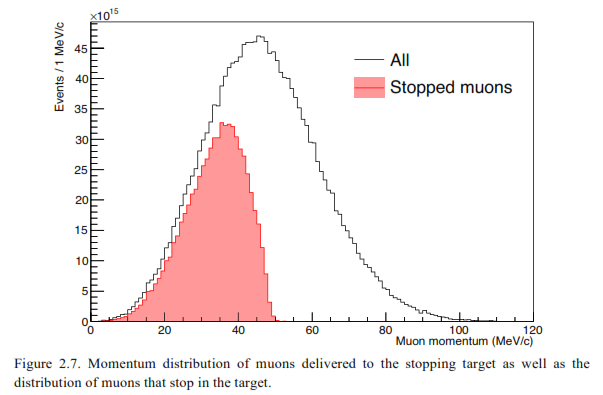 ×10¹⁵
Events / 1 MeV/c
45
40
35
30
25
20
15
10
5
0
All
Stopped muons
0 20 40 60 80 100 120
Muon momentum (MeV/c)
Figure 2.7. Momentum distribution of muons delivered to the stopping target as well as the
distribution of muons that stop in the target.